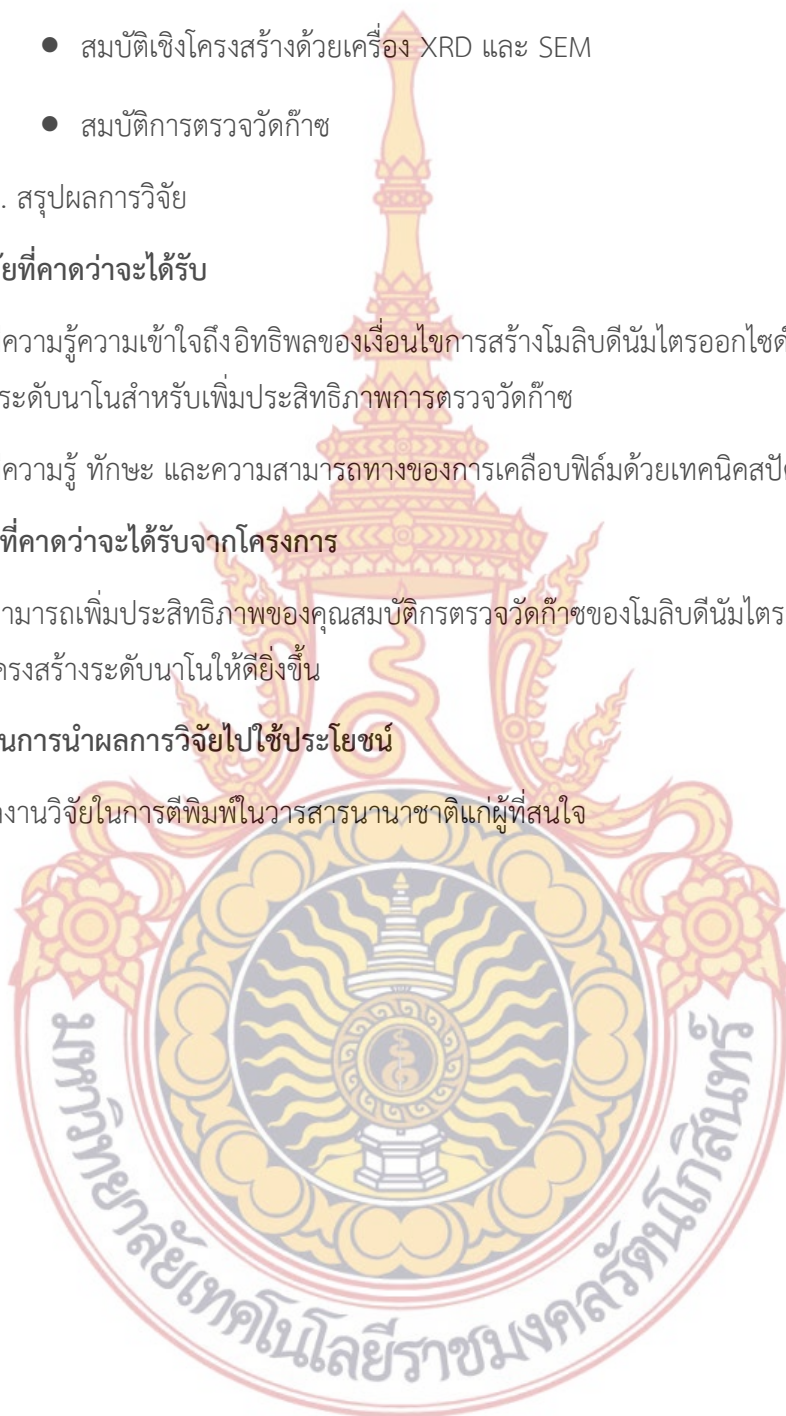 ● สมบัติเชิงโครงสร้างด้วยเครื่อง XRD และ SEM
● สมบัติการตรวจวัดก๊าซ
. สรุปผลการวิจัย
ัยที่คาดว่าจะได้รับ
ความรู้ความเข้าใจถึงอิทธิพลของเงื่อนไขการสร้างโมลิบดีนัมไตรออกไซด์
ระดับนาโนสำหรับเพิ่มประสิทธิภาพการตรวจวัดก๊าซ
ความรู้ ทักษะ และความสามารถทางของการเคลือบฟิล์มด้วยเทคนิคสปัต
ที่คาดว่าจะได้รับจากโครงการ
ามารถเพิ่มประสิทธิภาพของคุณสมบัติกรตรวจวัดก๊าซของโมลิบดีนัมไตร
ครงสร้างระดับนาโนให้ดียิ่งขึ้น
นการนำผลการวิจัยไปใช้ประโยชน์
งานวิจัยในการตีพิมพ์ในวารสารนานาชาติแก่ผู้ที่สนใจ
มหาวิทยาลัยเทคโนโลยีราชมงคลรัตนโกสินทร์